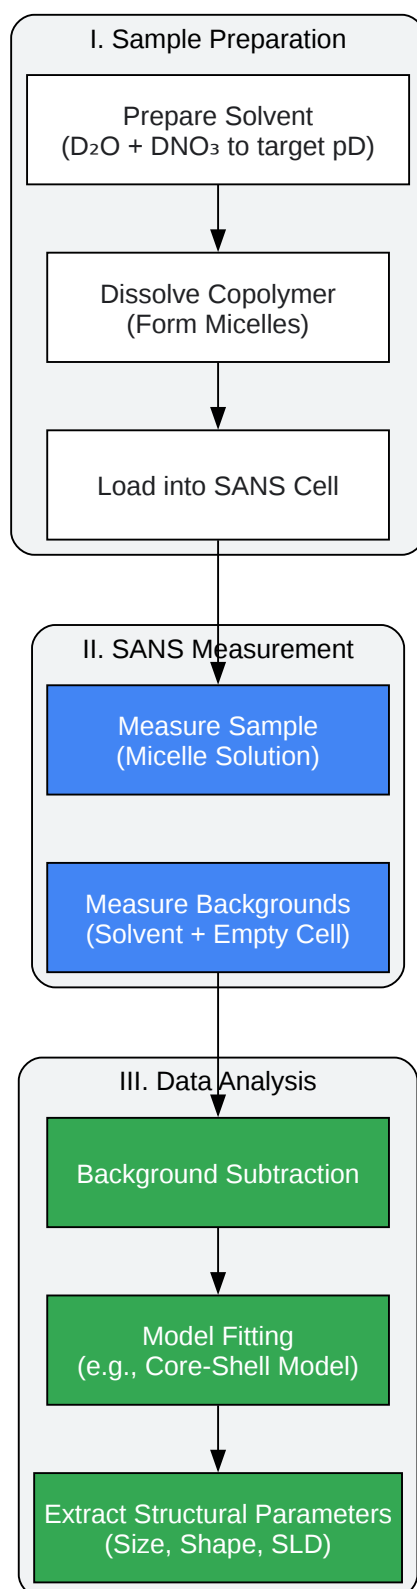 I. Sample Preparation
Prepare Solvent
(D₂O + DNO₃ to target pD)
Dissolve Copolymer
(Form Micelles)
Load into SANS Cell
II. SANS Measurement
Measure Sample
(Micelle Solution)
Measure Backgrounds
(Solvent + Empty Cell)
III. Data Analysis
Background Subtraction
Model Fitting
(e.g., Core-Shell Model)
Extract Structural Parameters
(Size, Shape, SLD)